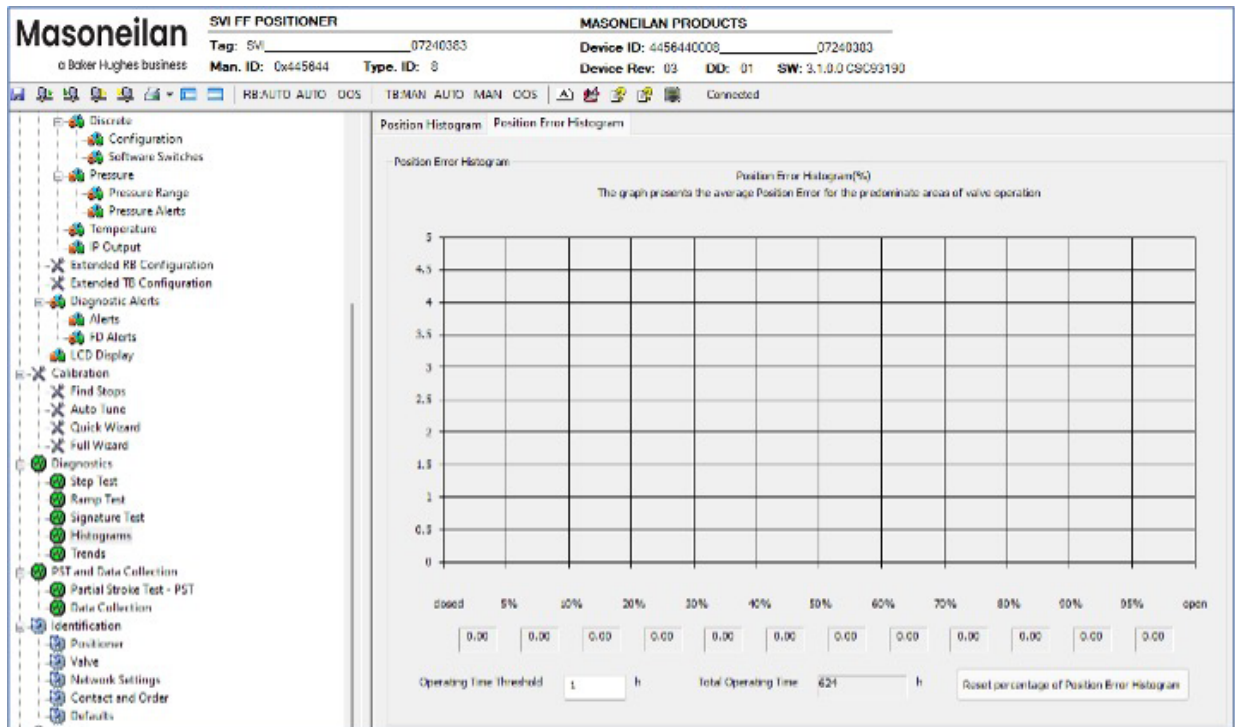 Masoneilan
a Baker Hughes business
SVI FF POSITIONER
Tag: SVI_ _07240383
Man. ID: 0x445644 Type. ID: 8
MASONEILAN PRODUCTS
Device ID: 4456440008_ _07240383
Device Rev: 03 DD: 01 SW: 3.1.0.0 CSC93190
RB:AUTO AUTO OOS TB:MAN AUTO MAN OOS Connected
Discrete
Configuration
Software Switches
Pressure
Pressure Range
Pressure Alerts
Temperature
IP Output
Extended RB Configuration
Extended TB Configuration
Diagnostic Alerts
Alerts
FD Alerts
LCD Display
Calibration
Find Stops
Auto Tune
Quick Wizard
Full Wizard
Diagnostics
Step Test
Ramp Test
Signature Test
Histograms
Trends
PST and Data Collection
Partial Stroke Test - PST
Data Collection
Identification
Positioner
Valve
Network Settings
Contact and Order
Defaults
Position Histogram Position Error Histogram
Position Error Histogram
Position Error Histogram(%)
The graph presents the average Position Error for the predominate areas of valve operation
5
4.5
4
3.5
3
2.5
2
1.5
1
0.5
0
closed 5% 10% 20% 30% 40% 50% 60% 70% 80% 90% 95% open
0.00 0.00 0.00 0.00 0.00 0.00 0.00 0.00 0.00 0.00 0.00 0.00
Operating Time Threshold 1 h Total Operating Time 624 h Reset percentage of Position Error Histogram